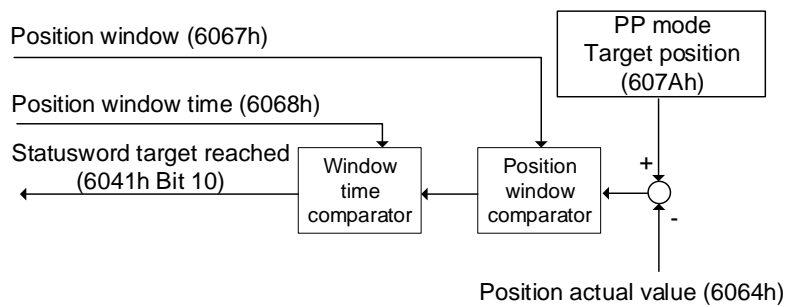 Position window (6067h)
PP mode
Target position
(607Ah)
Position window time (6068h)
Statusword target reached
(6041h Bit 10)
Window
time
comparator
Position
window
comparator
+
-
Position actual value (6064h)